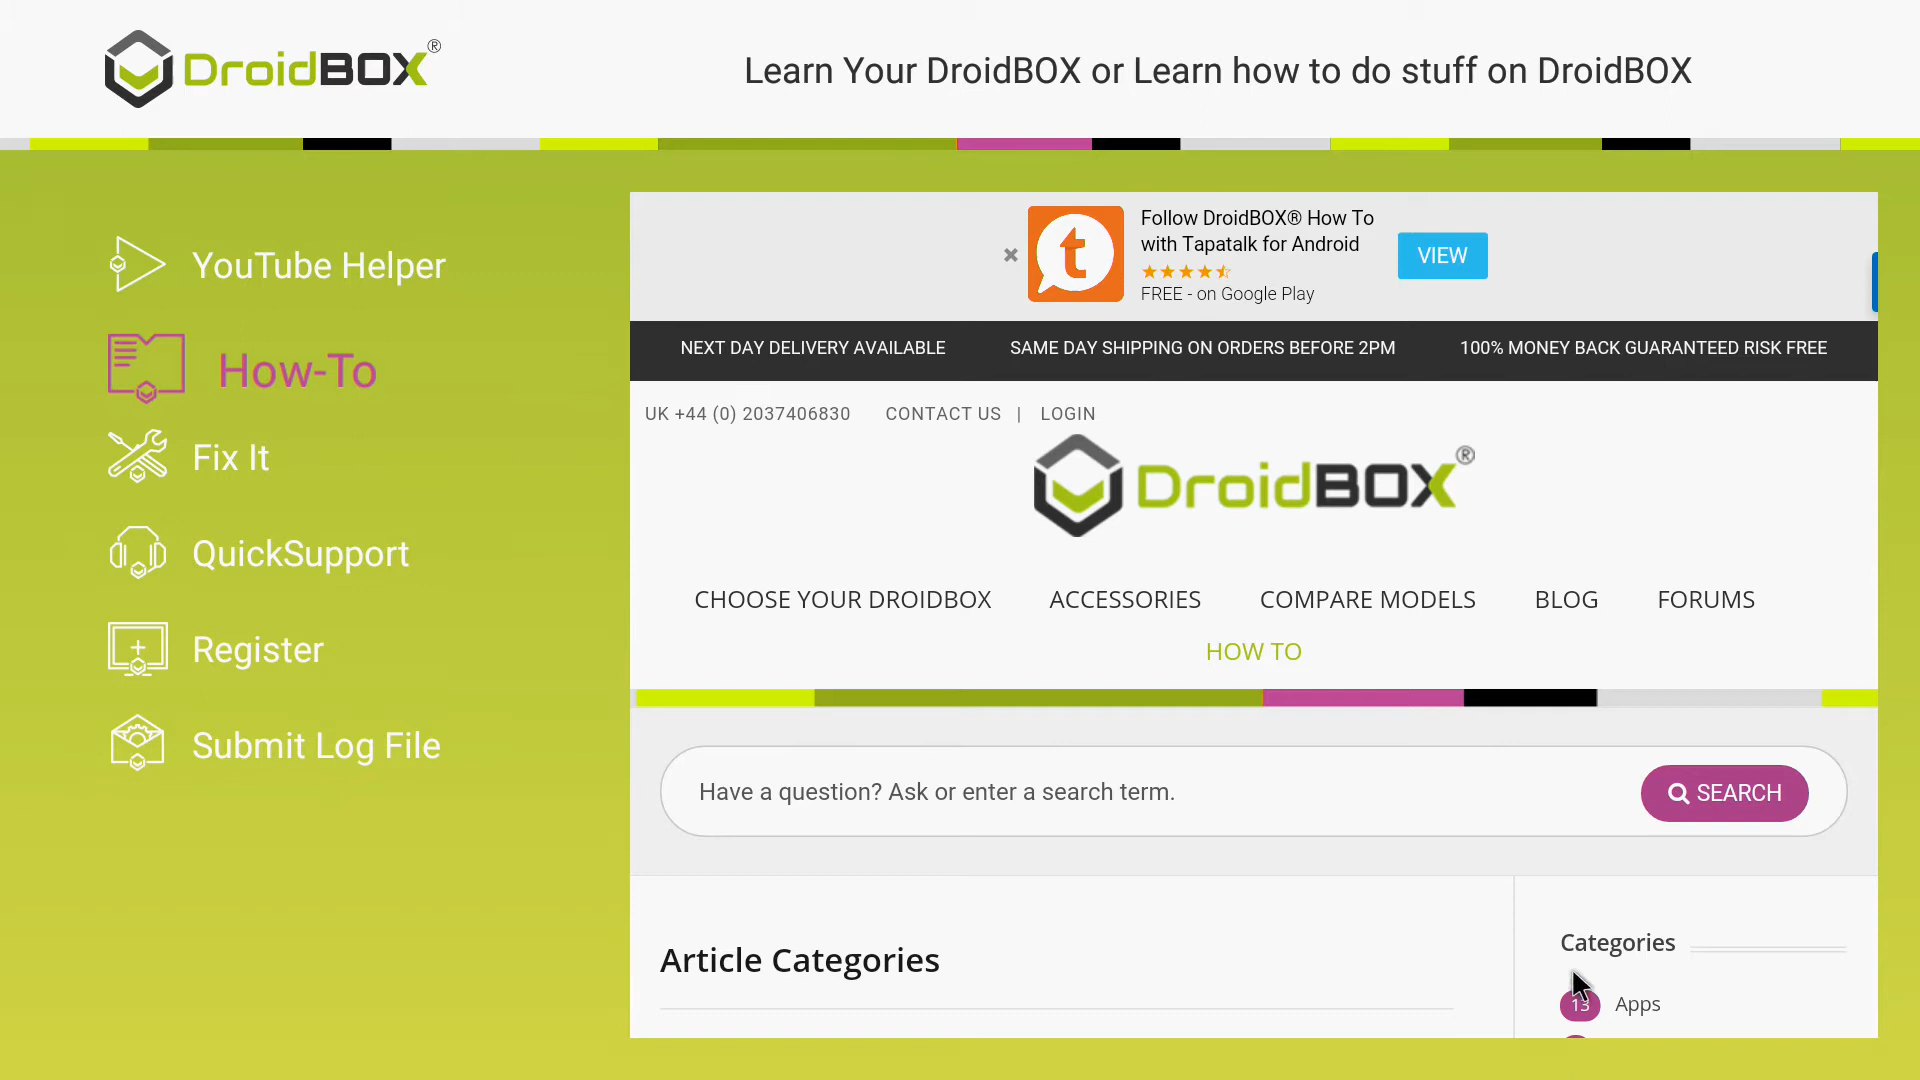 DroidBOX®
Learn Your DroidBOX or Learn how to do stuff on DroidBOX
YouTube Helper
How-To
Fix It
QuickSupport
Register
Submit Log File
Follow DroidBOX® How To
with Tapatalk for Android
FREE - on Google Play
VIEW
NEXT DAY DELIVERY AVAILABLE
SAME DAY SHIPPING ON ORDERS BEFORE 2PM
100% MONEY BACK GUARANTEED RISK FREE
UK +44 (0) 2037406830 CONTACT US | LOGIN
DroidBOX®
CHOOSE YOUR DROIDBOX ACCESSORIES COMPARE MODELS BLOG FORUMS
HOW TO
Have a question? Ask or enter a search term.
SEARCH
Article Categories
Categories
13 Apps